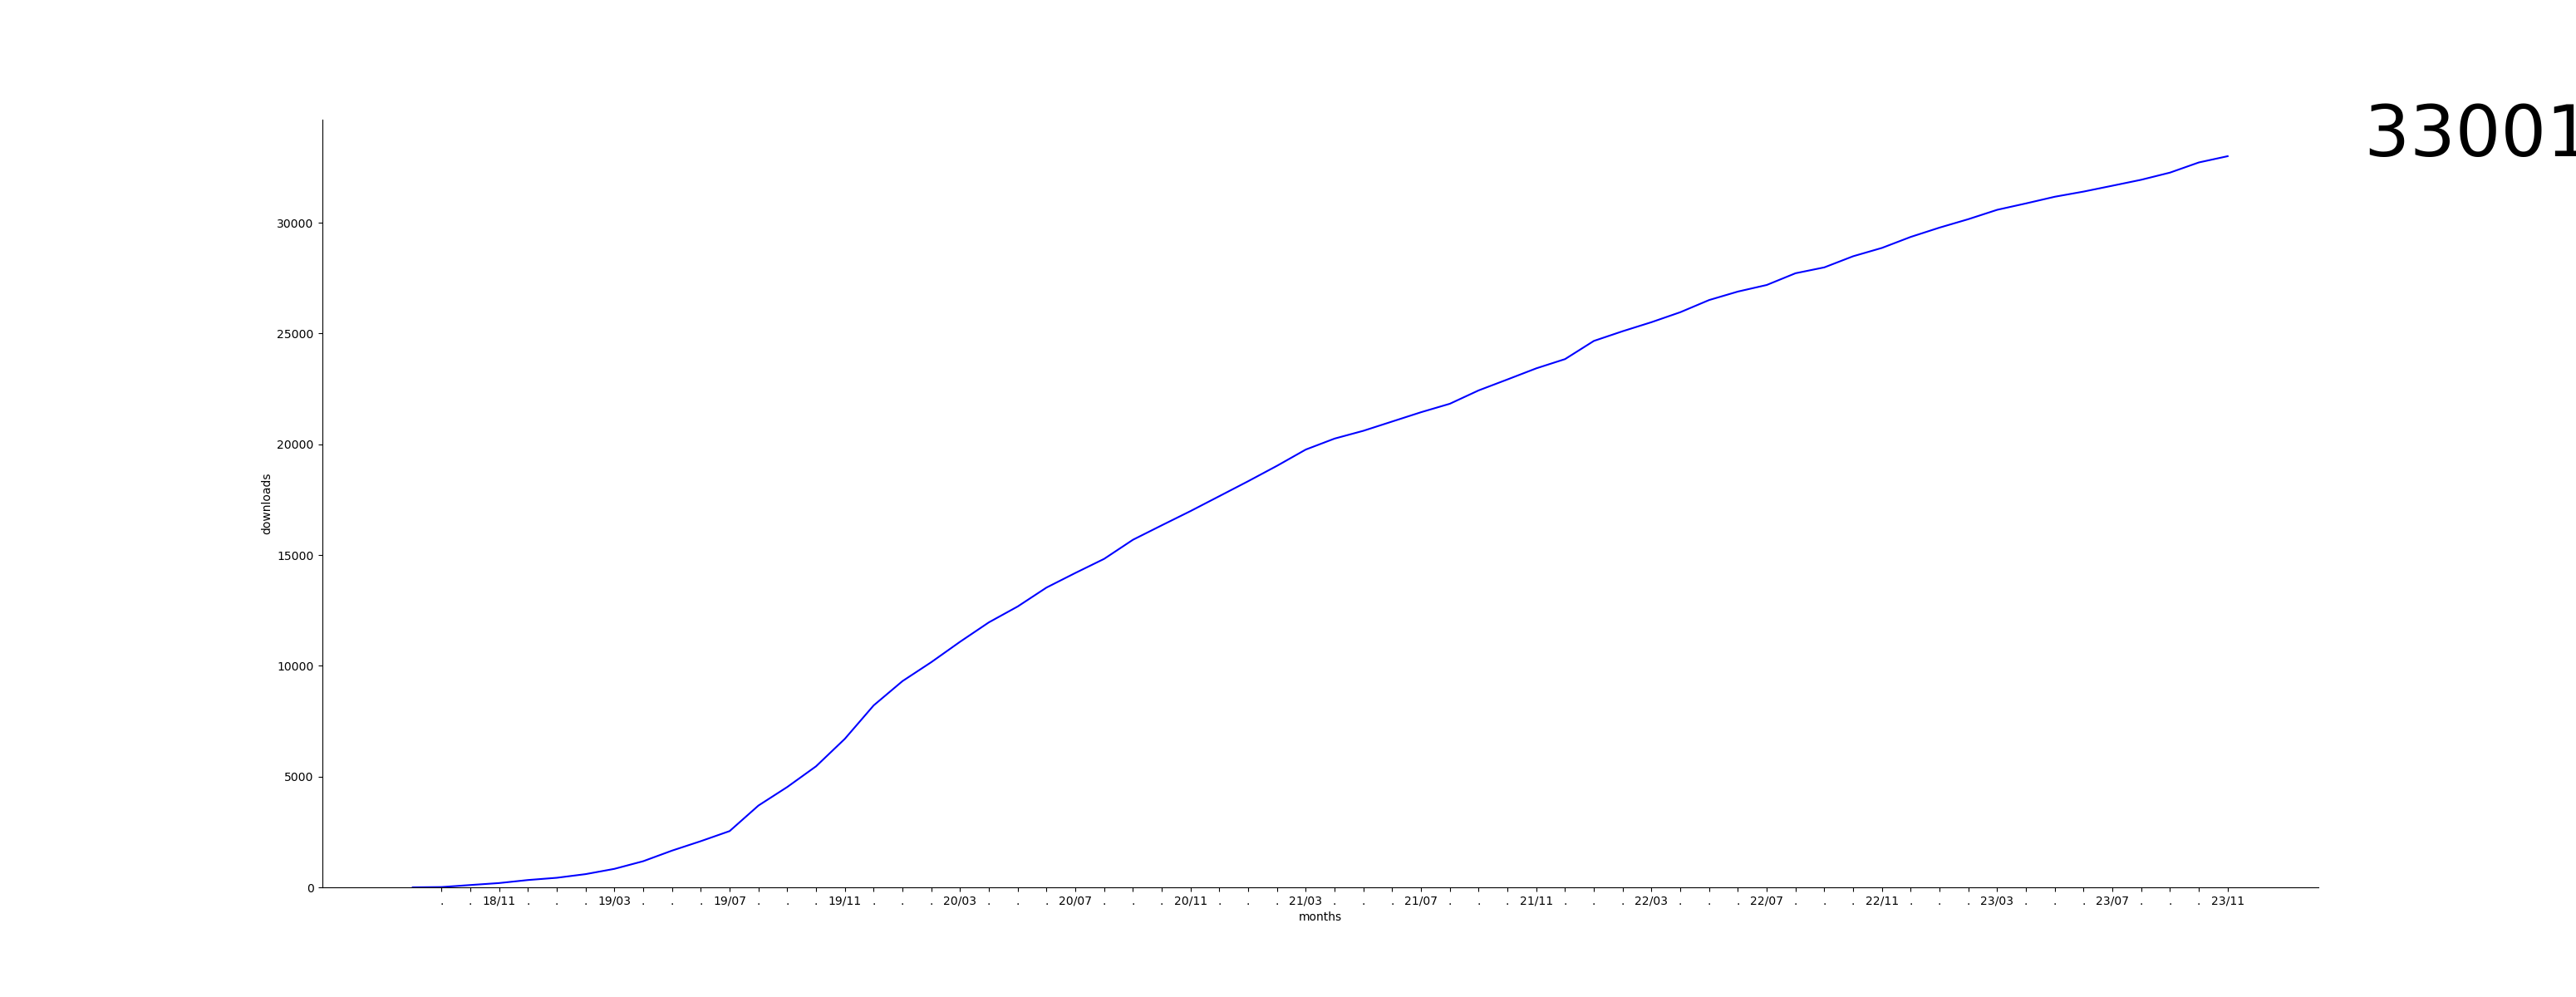 33001
30000
25000
20000
15000
10000
5000
0
downloads
. . 18/11 . . . 19/03 . . . 19/07 . . . 19/11 . . . 20/03 . . . 20/07 . . . 20/11 . . . 21/03 . . . 21/07 . . . 21/11 . . . 22/03 . . . 22/07 . . . 22/11 . . . 23/03 . . . 23/07 . . . 23/11
months